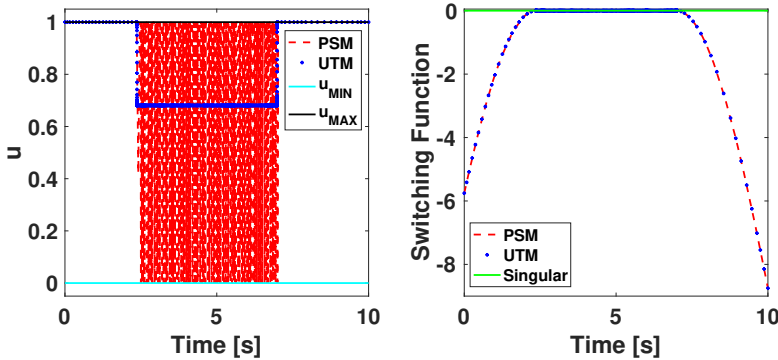 1
0.8
0.6
0.4
0.2
0
u
0
5
10
Time [s]
PSM
UTM
u_MIN
u_MAX
0
-2
-4
-6
-8
Switching Function
0
5
10
Time [s]
PSM
UTM
Singular